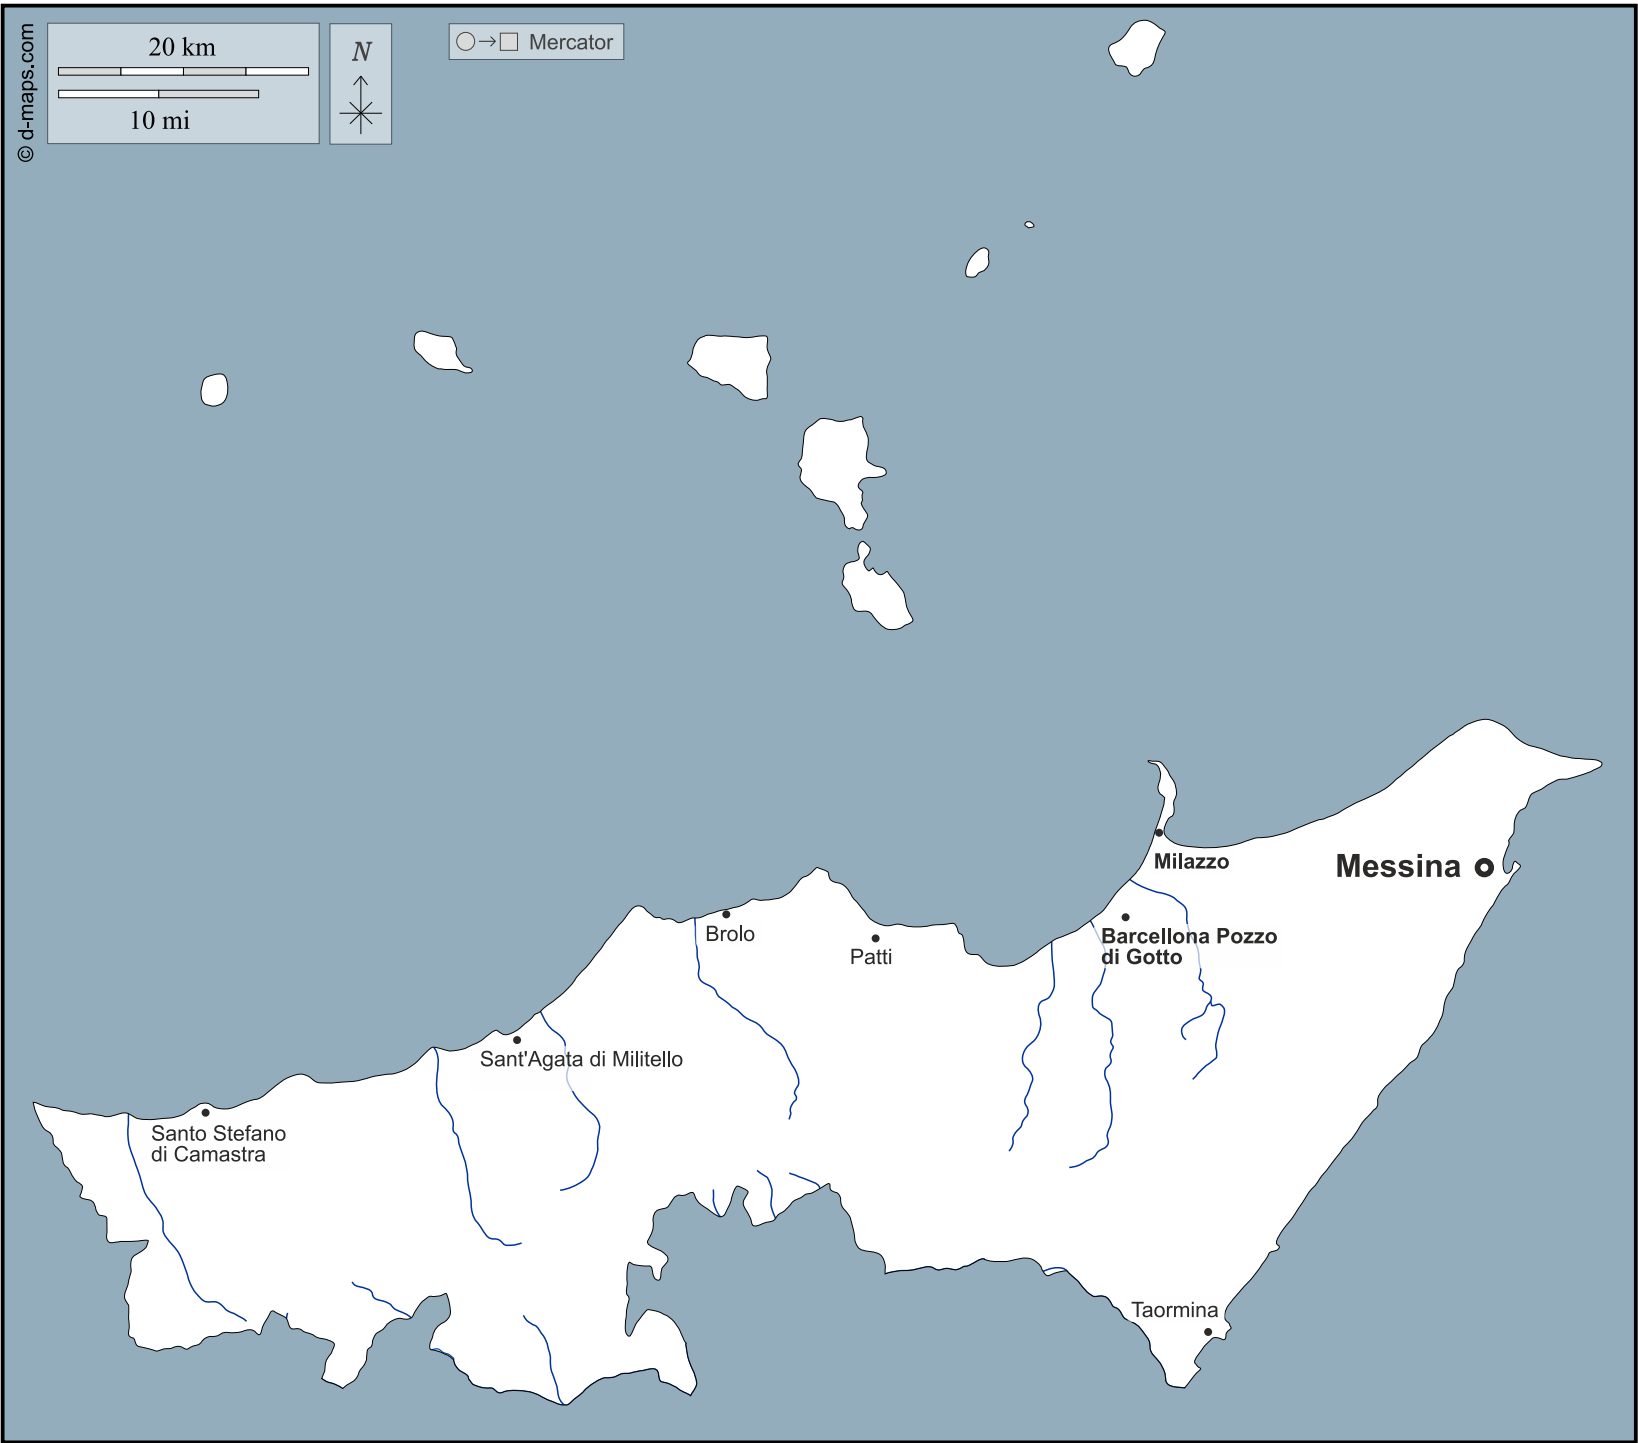 © d-maps.com
20 km
10 mi
N
Mercator
Milazzo
Messina
Barcellona Pozzo
di Gotto
Brolo
Patti
Sant'Agata di Militello
Santo Stefano
di Camastra
Taormina